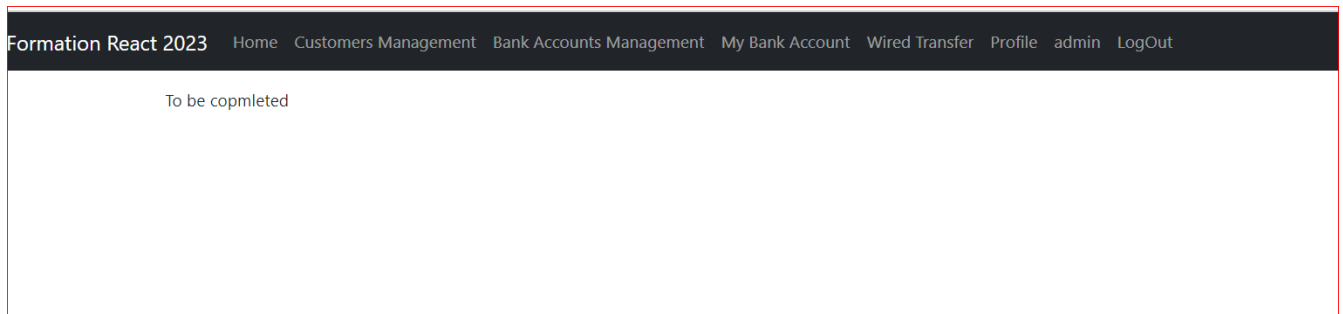 Formation React 2023 Home Customers Management Bank Accounts Management My Bank Account Wired Transfer Profile admin LogOut
To be copmleted